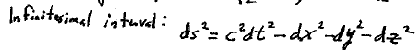 Infinitesimal interval: ds² = c²dt² - dx² - dy² - dz²